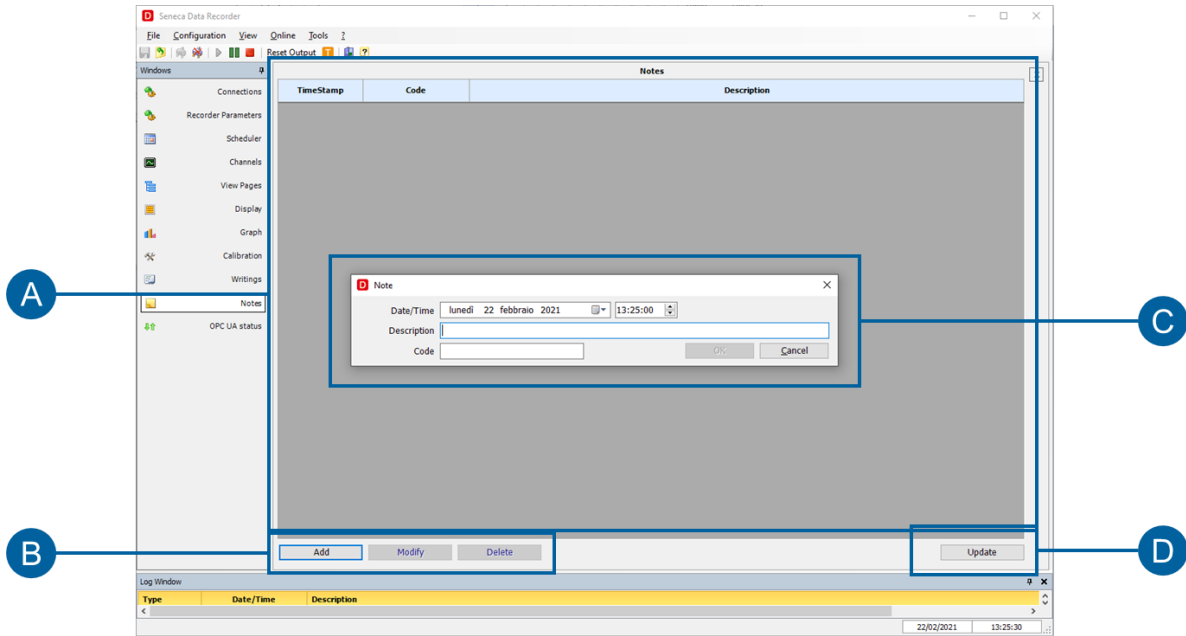 Seneca Data Recorder
File Configuration View Online Tools ?
Reset Output T ?
Windows
Connections
Recorder Parameters
Scheduler
Channels
View Pages
Display
Graph
Calibration
Writings
Notes
OPC UA status
Notes
TimeStamp Code Description
D Note
Date/Time lunedì 22 febbraio 2021 13:25:00
Description
Code OK Cancel
A
C
B
D
Add Modify Delete Update
Log Window
Type Date/Time Description
22/02/2021 13:25:30